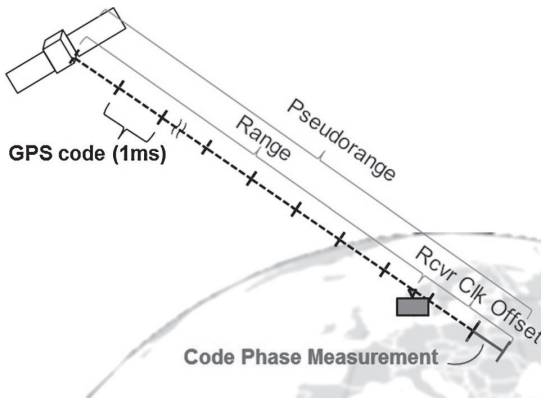 Pseudorange
Range
GPS code (1ms)
Rcvr Clk Offset
Code Phase Measurement